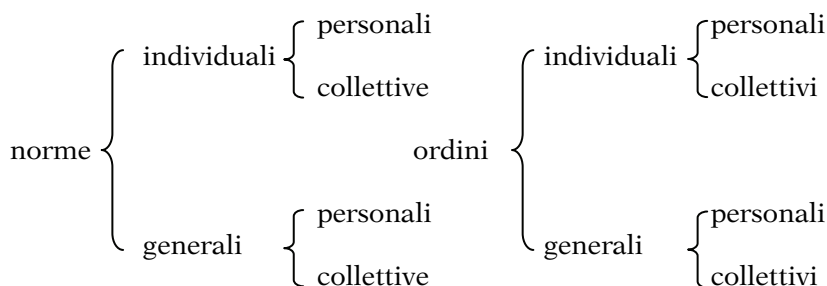 personali personali
individuali individuali
collettive collettivi
norme ordini
personali personali
generali generali
collettive collettivi